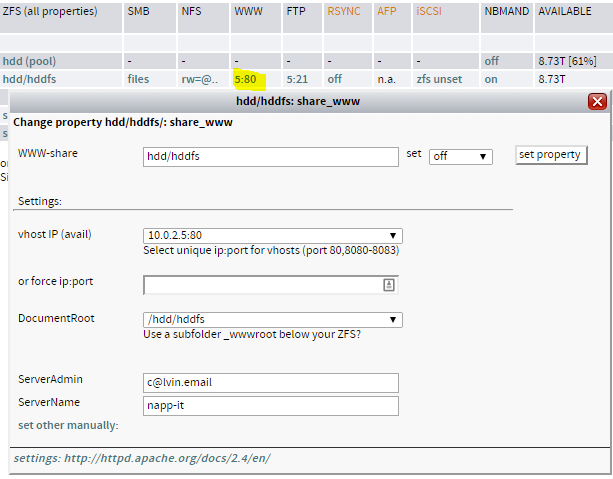 ZFS (all properties) SMB NFS WWW FTP RSYNC AFP iSCSI NBMAND AVAILABLE
hdd (pool) - - - - - - - off 8.73T [61%]
hdd/hddfs files rw=@.. 5:80 5:21 off n.a. zfs unset on 8.73T
hdd/hddfs: share_www
s
Change property hdd/hddfs/: share_www
s
WWW-share hdd/hddfs set off set property
Si
Settings:
vhost IP (avail) 10.0.2.5:80
Select unique ip:port for vhosts (port 80,8080-8083)
or force ip:port
DocumentRoot /hdd/hddfs
Use a subfolder _wwwroot below your ZFS?
ServerAdmin c@lvin.email
ServerName napp-it
set other manually:
settings: http://httpd.apache.org/docs/2.4/en/